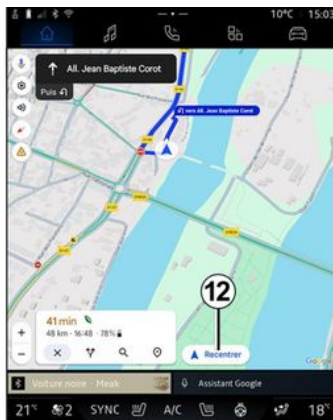 10°C 15:03
All. Jean Baptiste Corot
Puis
vers All. Jean Baptiste Corot
41 min
48 km · 16:48 · 78%
12
Recentrer
Google
Voiture noire · Meak
Assistant Google
21° 2 SYNC A/C 18°